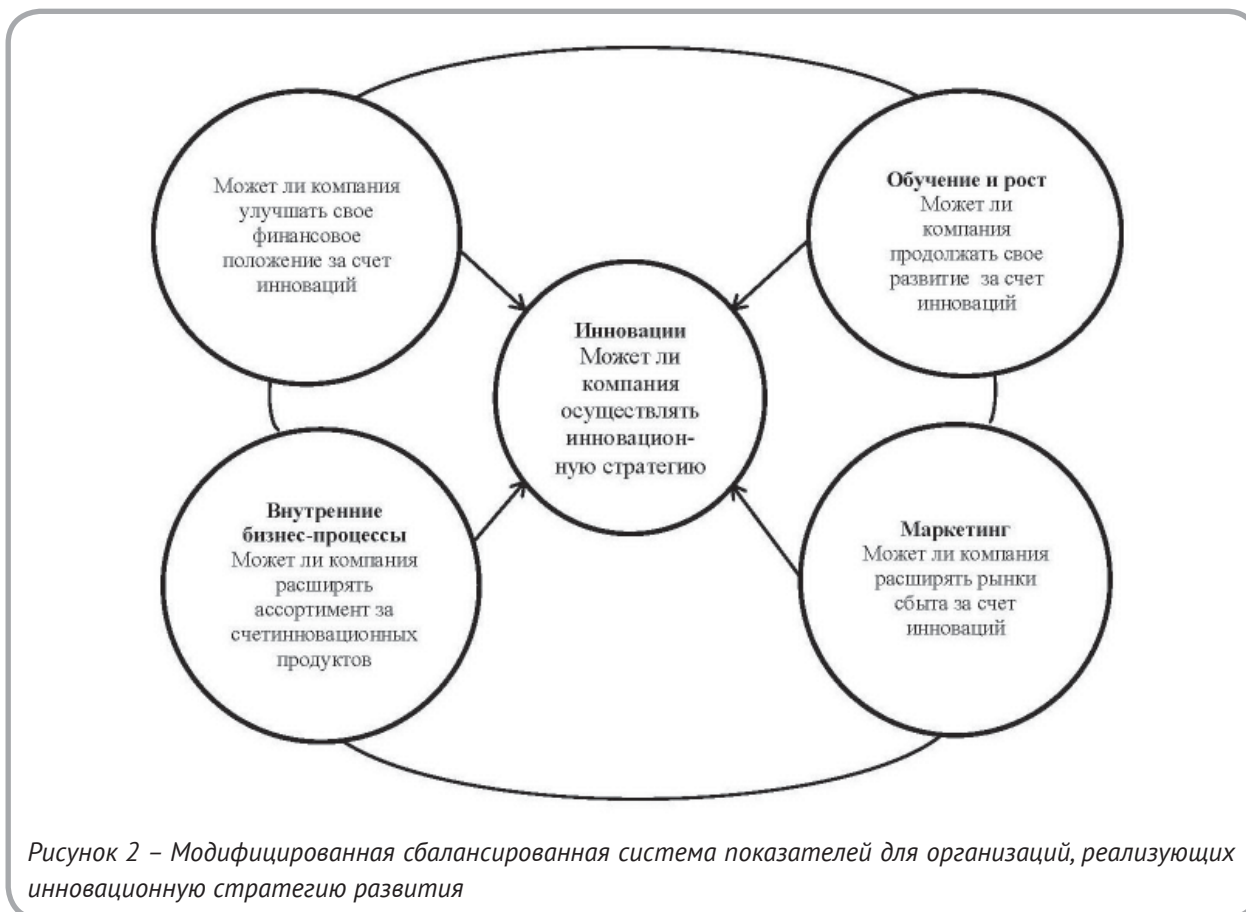 Может ли компания
улучшать свое
финансовое
положение за счет
инноваций
Обучение и рост
Может ли
компания
продолжать свое
развитие за счет
инноваций
Инновации
Может ли
компания
осуществлять
инновацион-
ную стратегию
Внутренние
бизнес-процессы
Может ли компания
расширять
ассортимент за
счетинновационных
продуктов
Маркетинг
Может ли компания
расширять рынки
сбыта за счет
инноваций
Рисунок 2 – Модифицированная сбалансированная система показателей для организаций, реализующих
инновационную стратегию развития